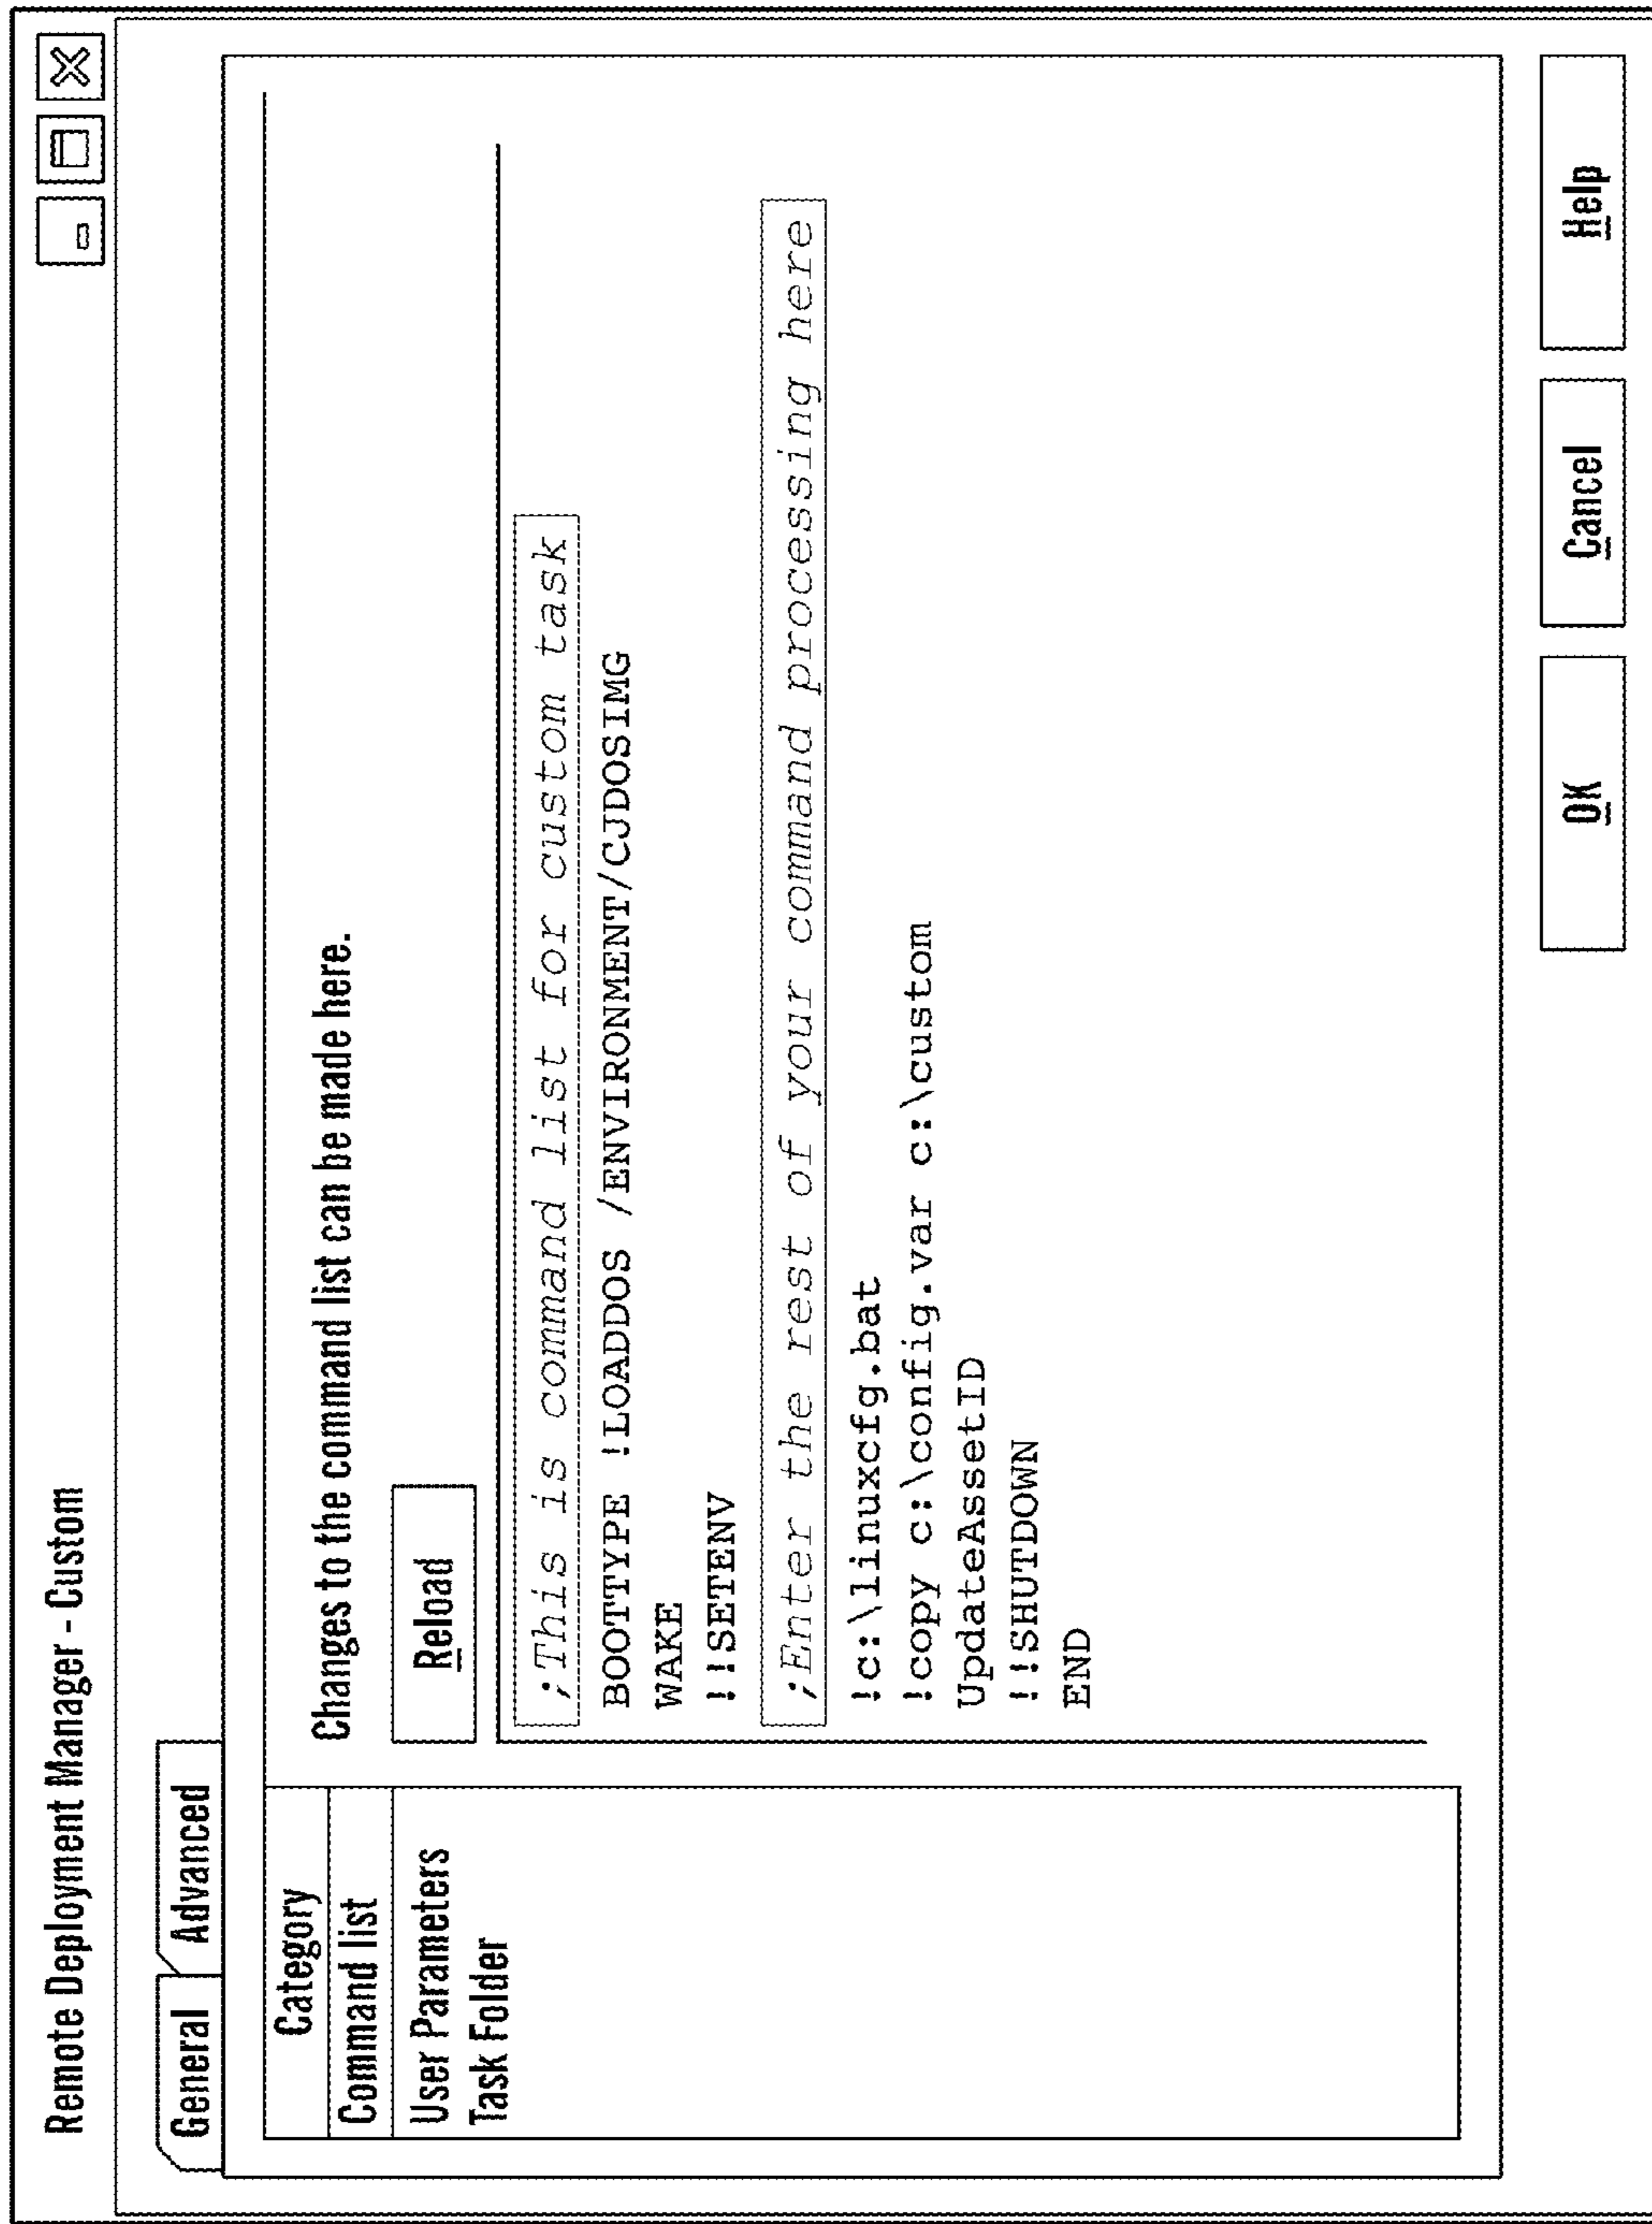 Remote Deployment Manager - Custom
General
Advanced
Category
Command list
User Parameters
Task Folder
Changes to the command list can be made here.
Reload
;This is command list for custom task
BOOTTYPE !LOADDOS /ENVIRONMENT/CJDOSIMG
WAKE
!!SETENV
;Enter the rest of your command processing here
!c:\linuxcfg.bat
!copy c:\config.var c:\custom
UpdateAssetID
!!SHUTDOWN
END
OK
Cancel
Help